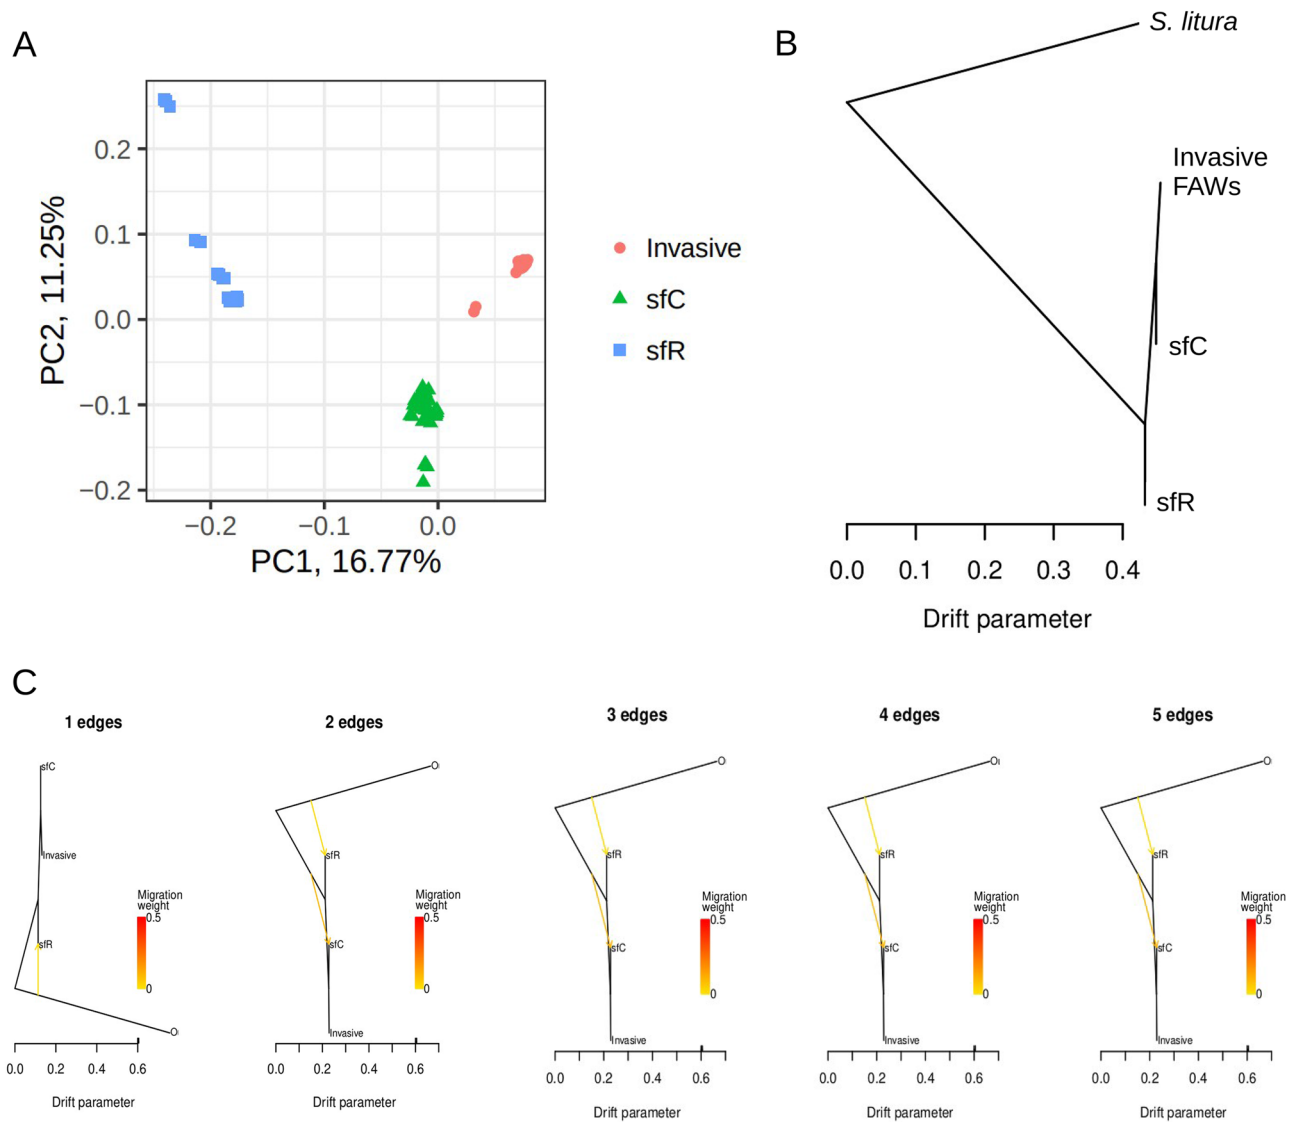 A
PC2, 11.25%
0.2
0.1
0.0
−0.1
−0.2
−0.2
−0.1
0.0
PC1, 16.77%
Invasive
sfC
sfR
B
S. litura
Invasive
FAWs
sfC
sfR
0.0 0.1 0.2 0.3 0.4
Drift parameter
C
1 edges
sfC
Invasive
sfR
O
Migration
weight
0.5
0
0.0 0.2 0.4 0.6
Drift parameter
2 edges
O
sfR
sfC
Invasive
Migration
weight
0.5
0
0.0 0.2 0.4 0.6
Drift parameter
3 edges
O
sfR
sfC
Invasive
Migration
weight
0.5
0
0.0 0.2 0.4 0.6
Drift parameter
4 edges
O
sfR
sfC
Invasive
Migration
weight
0.5
0
0.0 0.2 0.4 0.6
Drift parameter
5 edges
O
sfR
sfC
Invasive
Migration
weight
0.5
0
0.0 0.2 0.4 0.6
Drift parameter